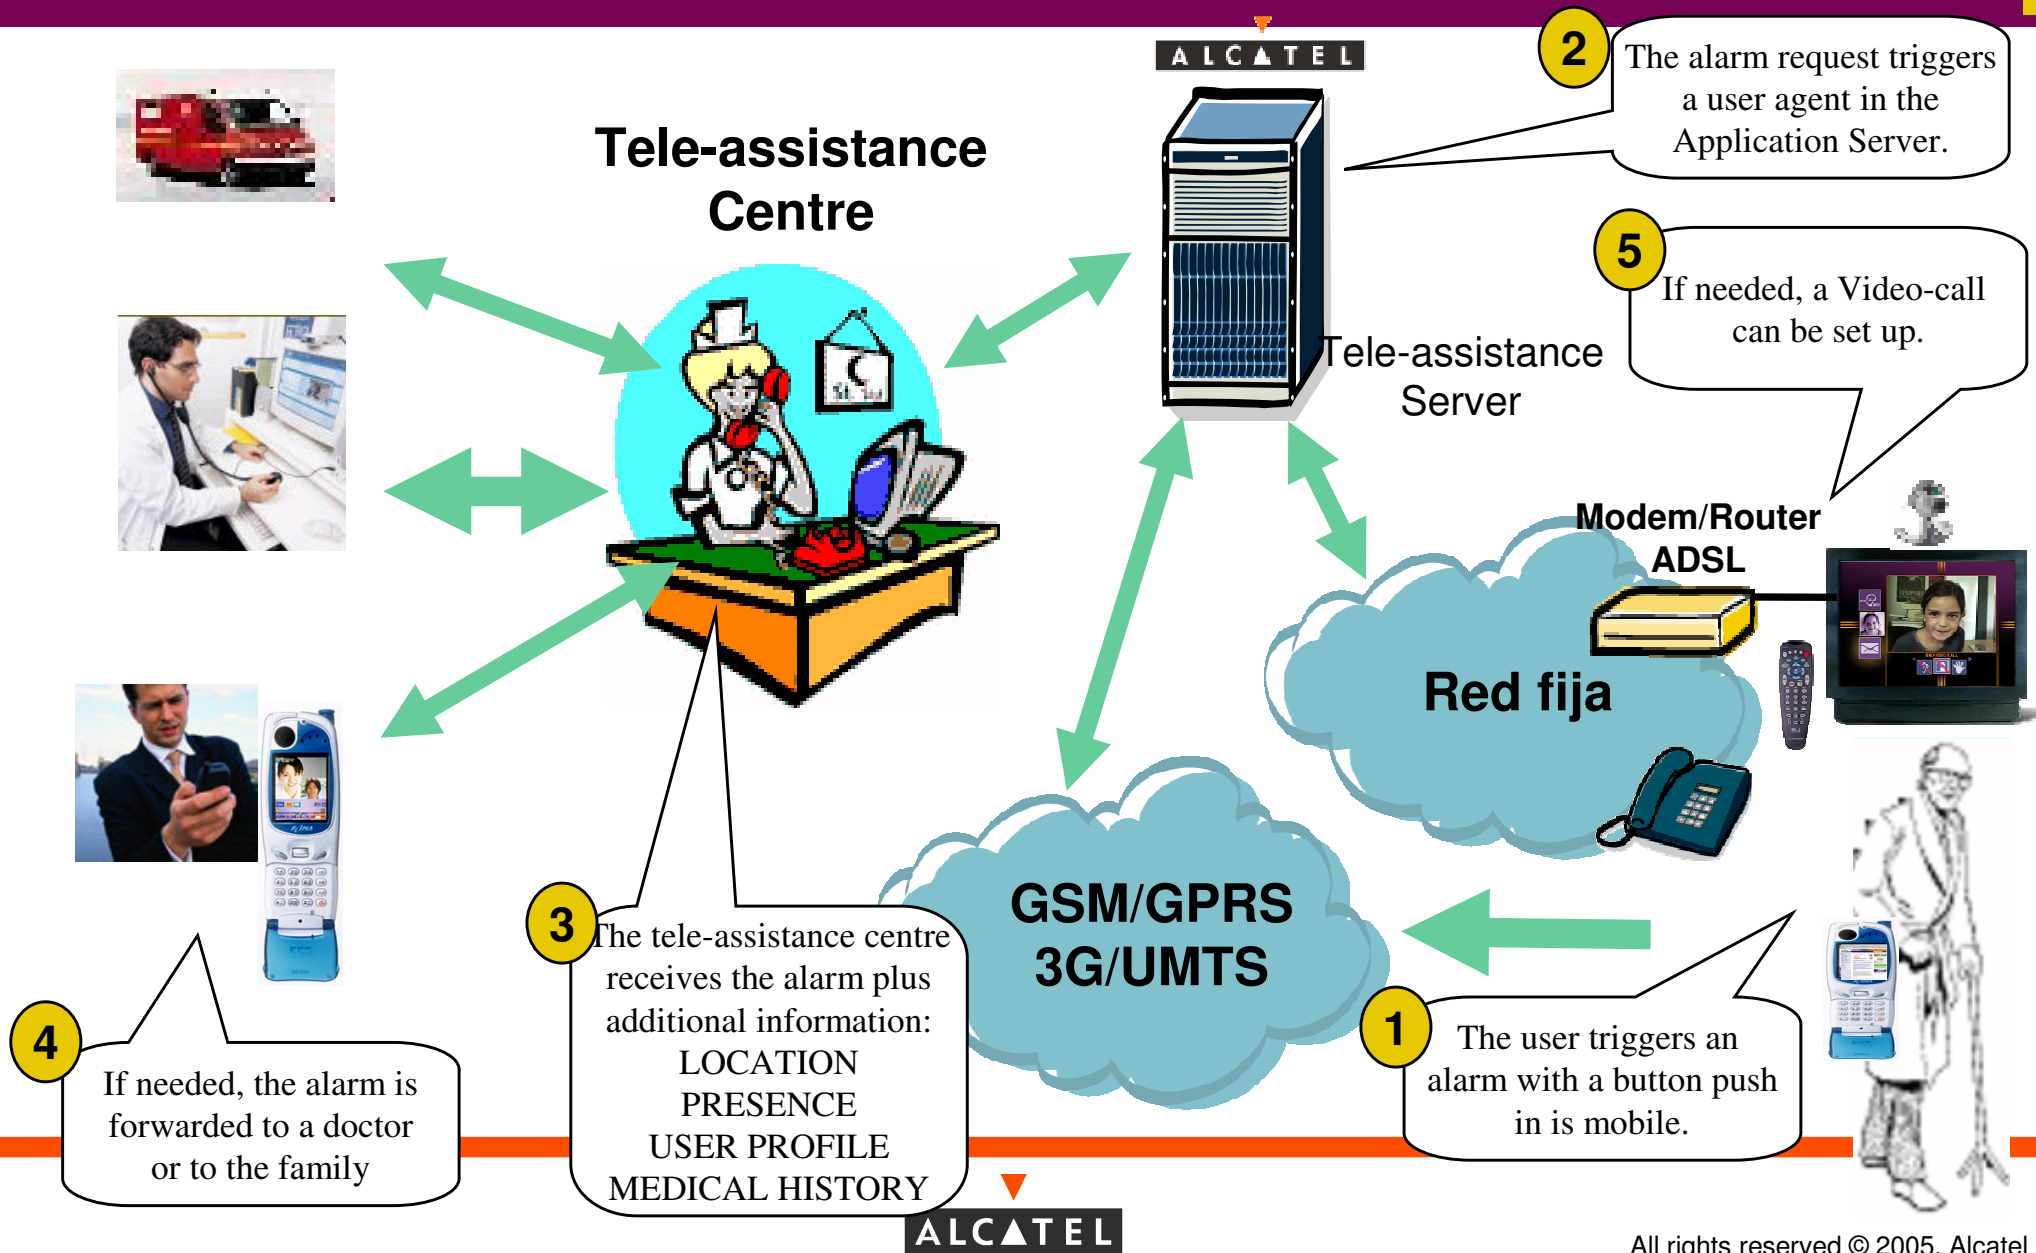 ALCATEL
2
The alarm request triggers
a user agent in the
Application Server.
Tele-assistance
Centre
5
If needed, a Video-call
can be set up.
Tele-assistance
Server
Modem/Router
ADSL
Red fija
GSM/GPRS
3G/UMTS
3
The tele-assistance centre
receives the alarm plus
additional information:
LOCATION
PRESENCE
USER PROFILE
MEDICAL HISTORY
1
The user triggers an
alarm with a button push
in is mobile.
4
If needed, the alarm is
forwarded to a doctor
or to the family
ALCATEL
All rights reserved © 2005, Alcatel